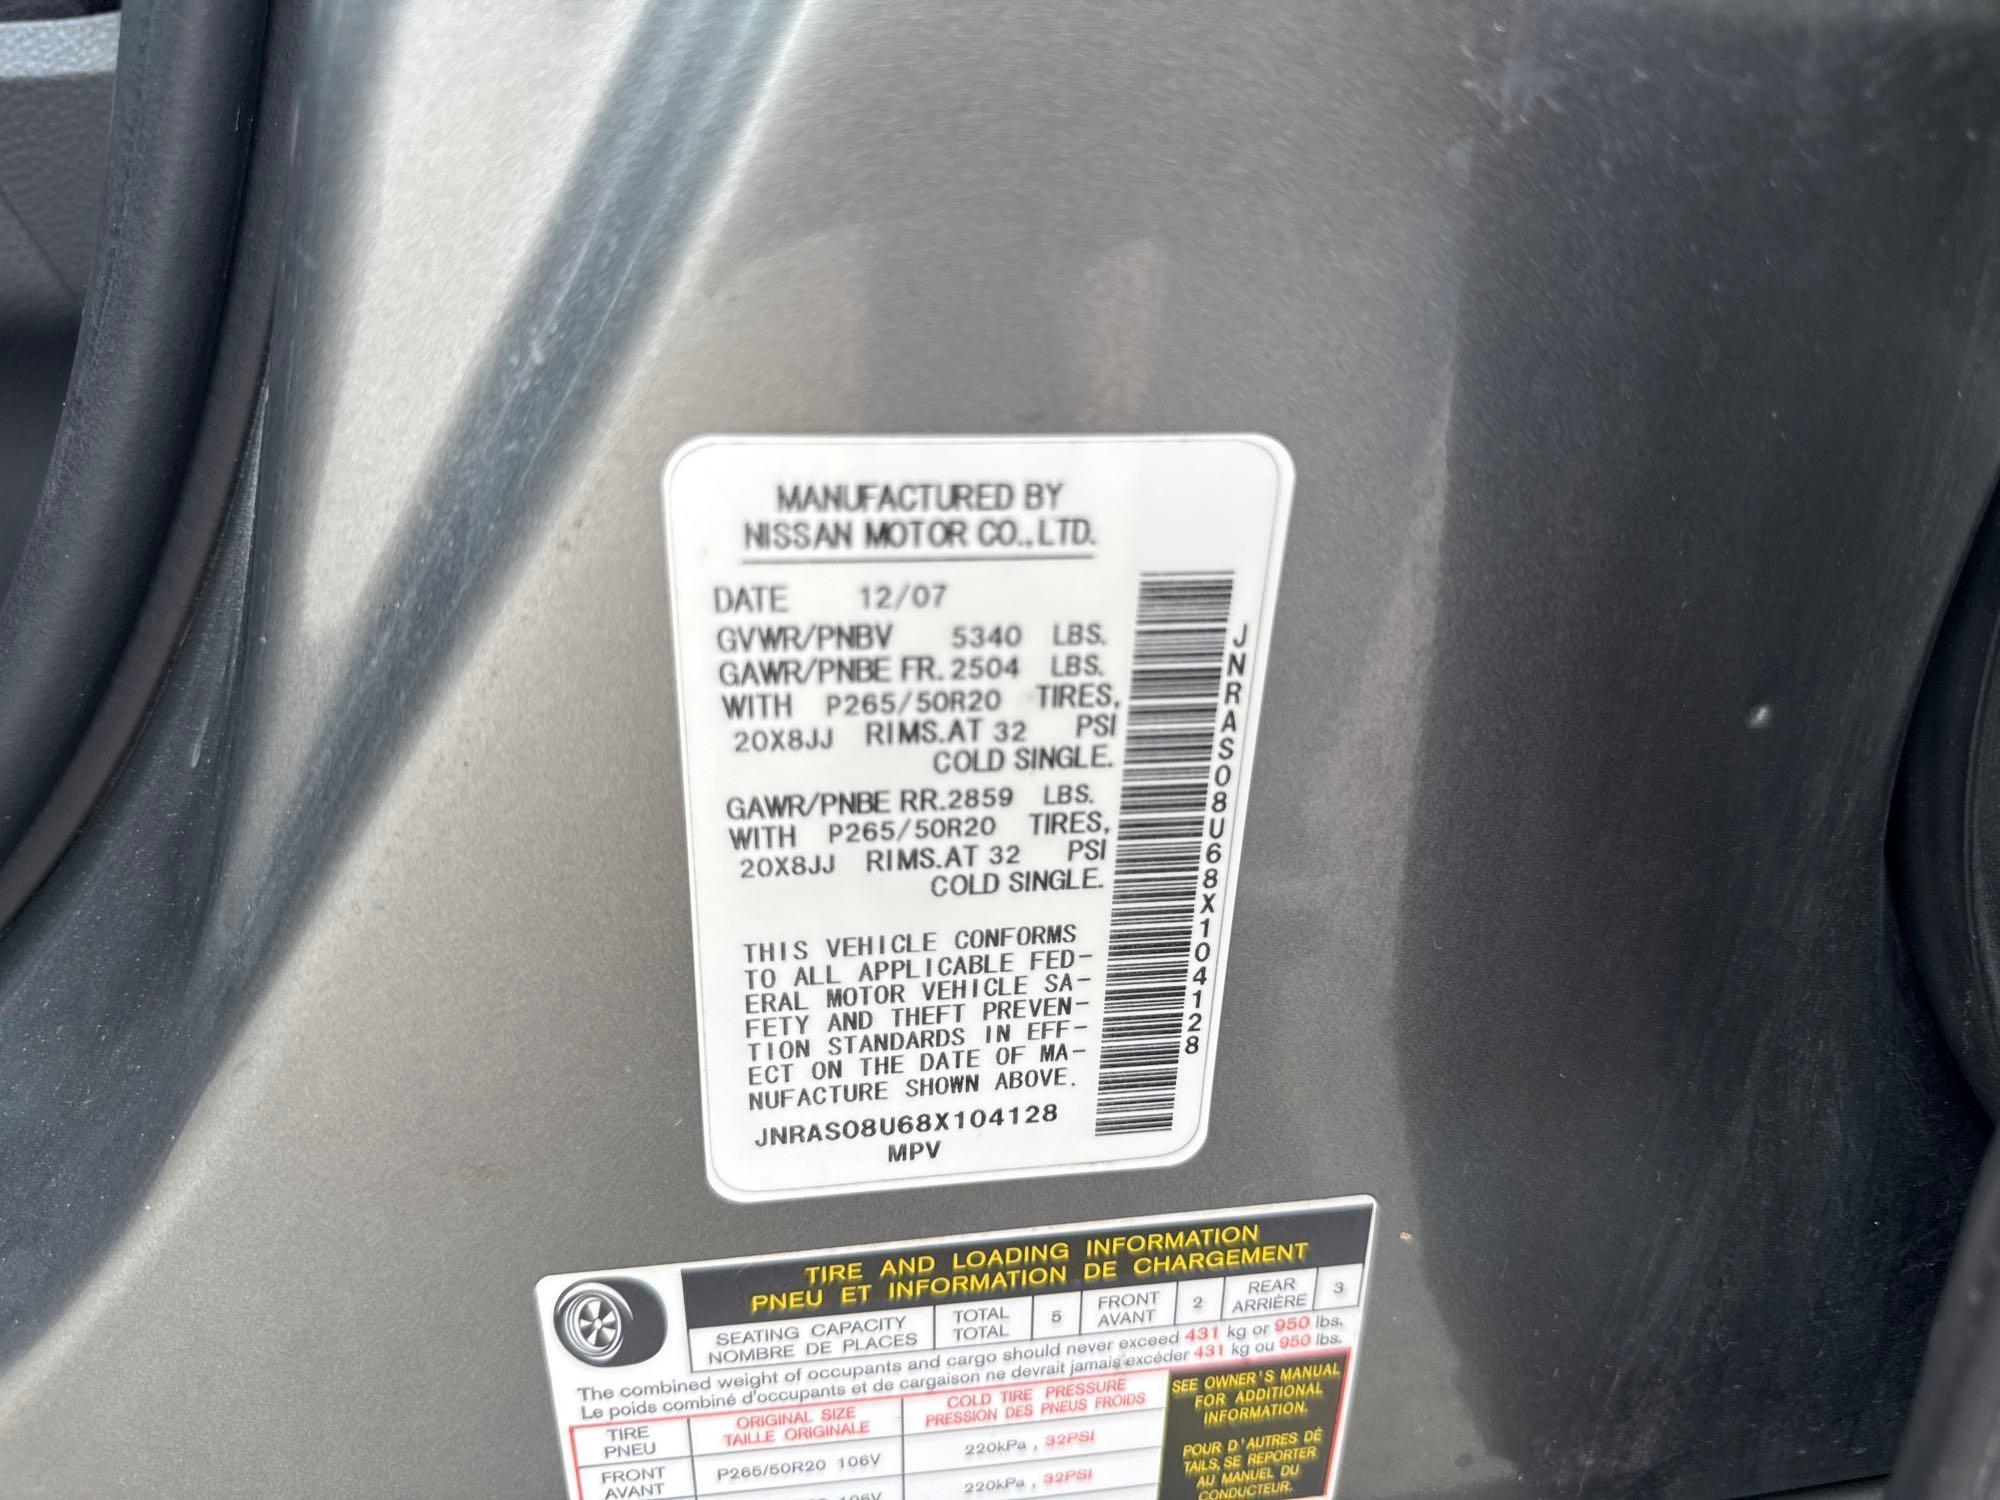 MANUFACTURED BY
NISSAN MOTOR CO.,LTD.
DATE 12/07
GVWR/PNBV 5340 LBS.
GAWR/PNBE FR. 2504 LBS.
WITH P265/50R20 TIRES,
20X8JJ RIMS.AT 32 PSI
COLD SINGLE.
GAWR/PNBE RR.2859 LBS.
WITH P265/50R20 TIRES,
20X8JJ RIMS.AT 32 PSI
COLD SINGLE.
THIS VEHICLE CONFORMS
TO ALL APPLICABLE FED-
ERAL MOTOR VEHICLE SA-
FETY AND THEFT PREVEN-
TION STANDARDS IN EFF-
ECT ON THE DATE OF MA-
NUFACTURE SHOWN ABOVE.
JNRAS08U68X104128
MPV
JNRAS08U68X104128
TIRE AND LOADING INFORMATION
PNEU ET INFORMATION DE CHARGEMENT
SEATING CAPACITY
NOMBRE DE PLACES
TOTAL
TOTAL
5
FRONT
AVANT
2
REAR
ARRIÈRE
3
The combined weight of occupants and cargo should never exceed 431 kg or 950 lbs.
Le poids combiné d'occupants et de cargaison ne devrait jamais excéder 431 kg ou 950 lbs.
TIRE
PNEU
ORIGINAL SIZE
TAILLE ORIGINALE
COLD TIRE PRESSURE
PRESSION DES PNEUS FROIDS
SEE OWNER'S MANUAL
FOR ADDITIONAL
INFORMATION.
POUR D'AUTRES DÉ
TAILS, SE REPORTER
AU MANUEL DU
CONDUCTEUR.
FRONT
AVANT
P265/50R20 106V
220kPa , 32PSI
106V
220kPa , 32PSI